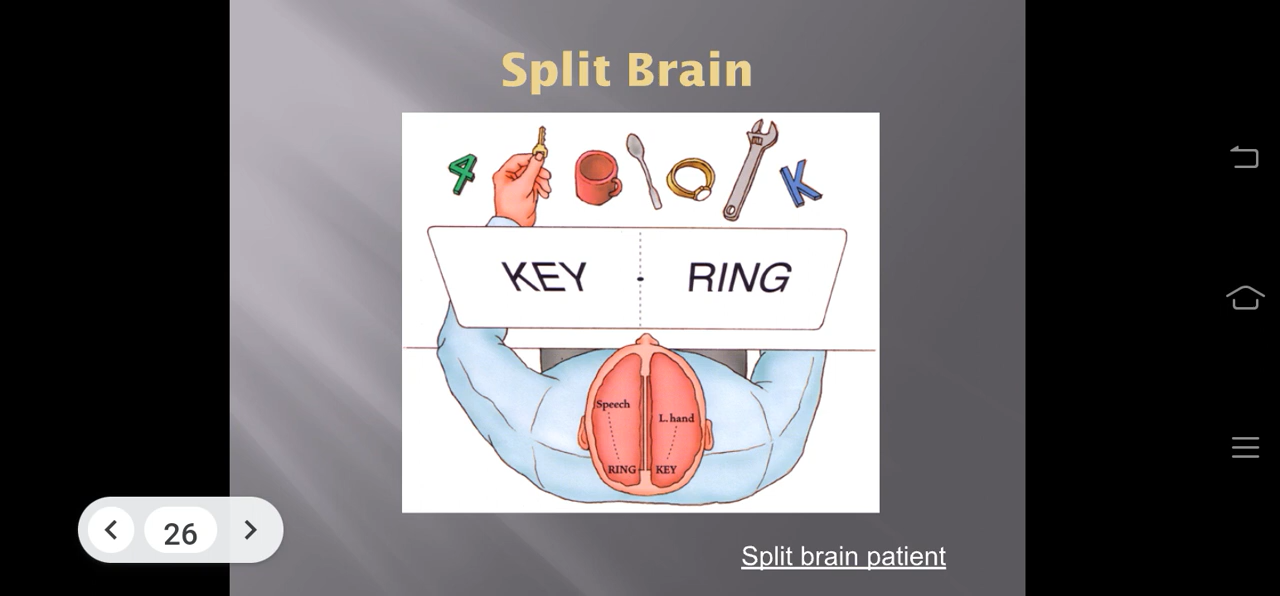 Split Brain
4
K
KEY RING
Speech
L. hand
RING KEY
26
Split brain patient